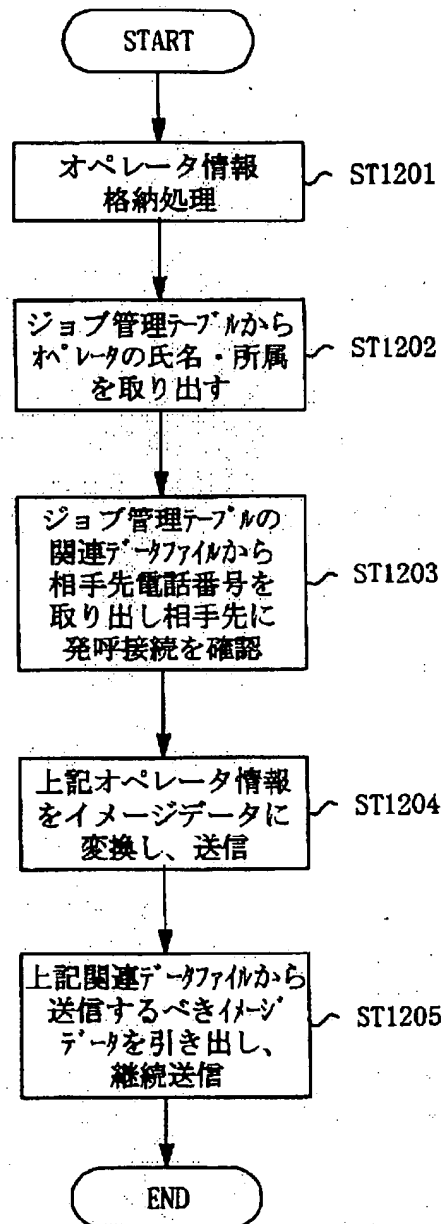 START
オペレータ情報
格納処理
ST1201
ジョブ管理テーブルから
オペレータの氏名・所属
を取り出す
ST1202
ジョブ管理テーブルの
関連データファイルから
相手先電話番号を
取り出し相手先に
発呼接続を確認
ST1203
上記オペレータ情報
をイメージデータに
変換し、送信
ST1204
上記関連データファイルから
送信するべきイメージ
データを引き出し、
継続送信
ST1205
END